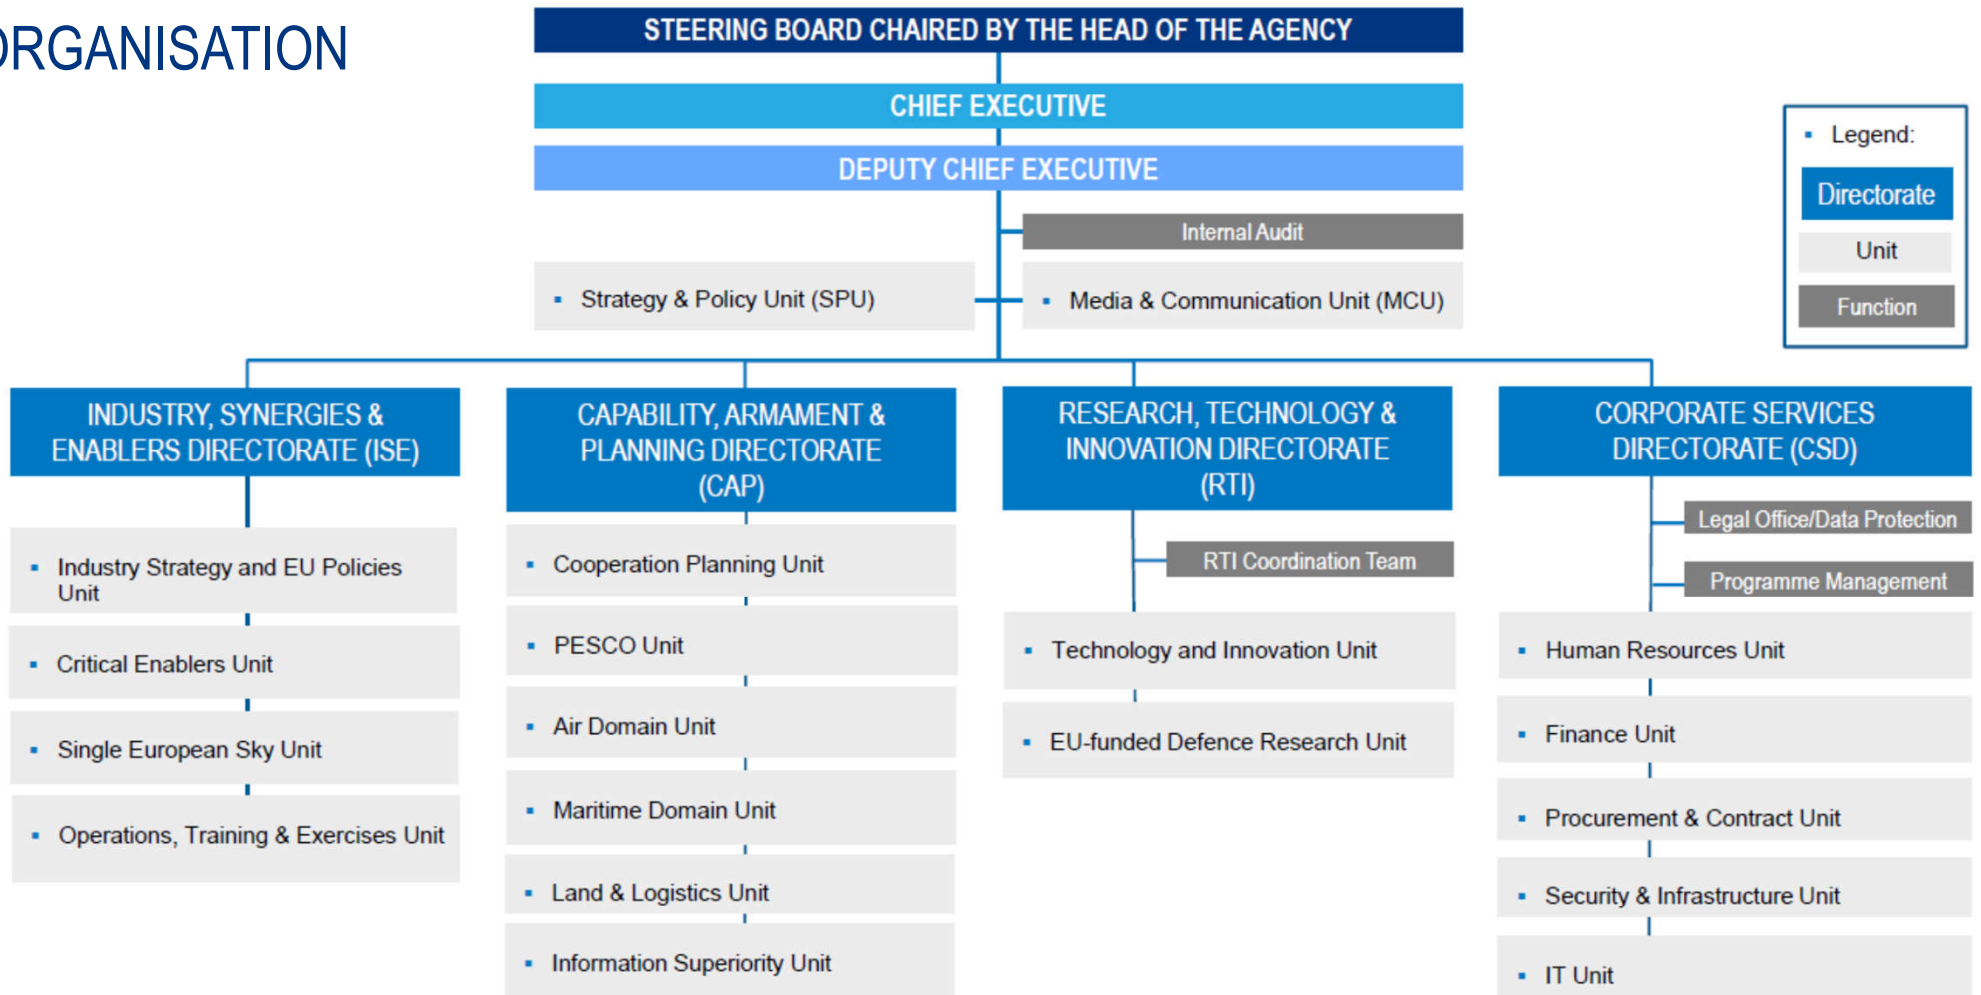 ORGANISATION
STEERING BOARD CHAIRED BY THE HEAD OF THE AGENCY
CHIEF EXECUTIVE
DEPUTY CHIEF EXECUTIVE
Internal Audit
▪ Strategy & Policy Unit (SPU)
▪ Media & Communication Unit (MCU)
▪ Legend:
Directorate
Unit
Function
INDUSTRY, SYNERGIES &
ENABLERS DIRECTORATE (ISE)
▪ Industry Strategy and EU Policies
Unit
▪ Critical Enablers Unit
▪ Single European Sky Unit
▪ Operations, Training & Exercises Unit
CAPABILITY, ARMAMENT &
PLANNING DIRECTORATE
(CAP)
▪ Cooperation Planning Unit
▪ PESCO Unit
▪ Air Domain Unit
▪ Maritime Domain Unit
▪ Land & Logistics Unit
▪ Information Superiority Unit
RESEARCH, TECHNOLOGY &
INNOVATION DIRECTORATE
(RTI)
RTI Coordination Team
▪ Technology and Innovation Unit
▪ EU-funded Defence Research Unit
CORPORATE SERVICES
DIRECTORATE (CSD)
Legal Office/Data Protection
Programme Management
▪ Human Resources Unit
▪ Finance Unit
▪ Procurement & Contract Unit
▪ Security & Infrastructure Unit
▪ IT Unit